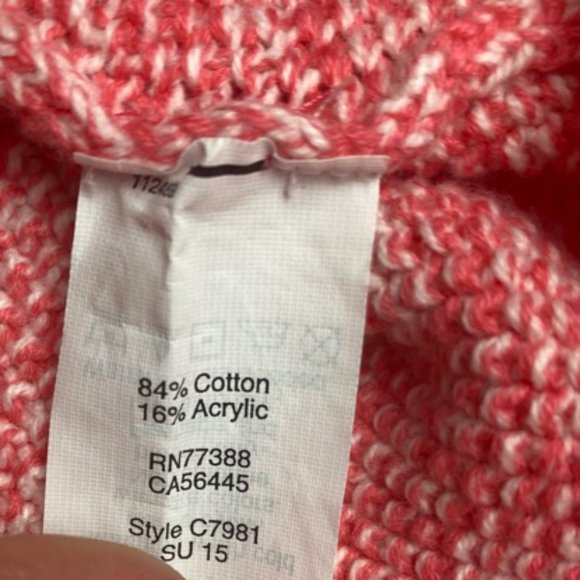 84% Cotton
16% Acrylic
RN77388
CA56445
Style C7981
SU 15